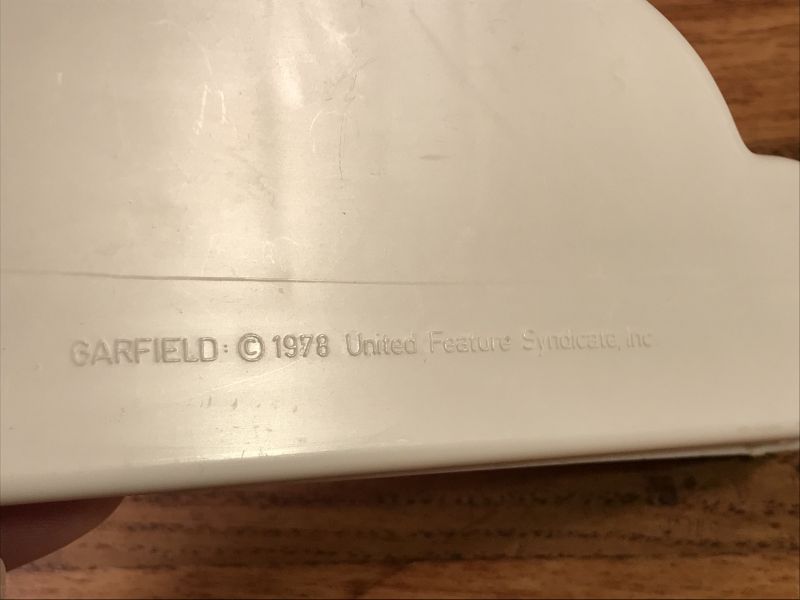 GARFIELD: © 1978 United Feature Syndicate, Inc